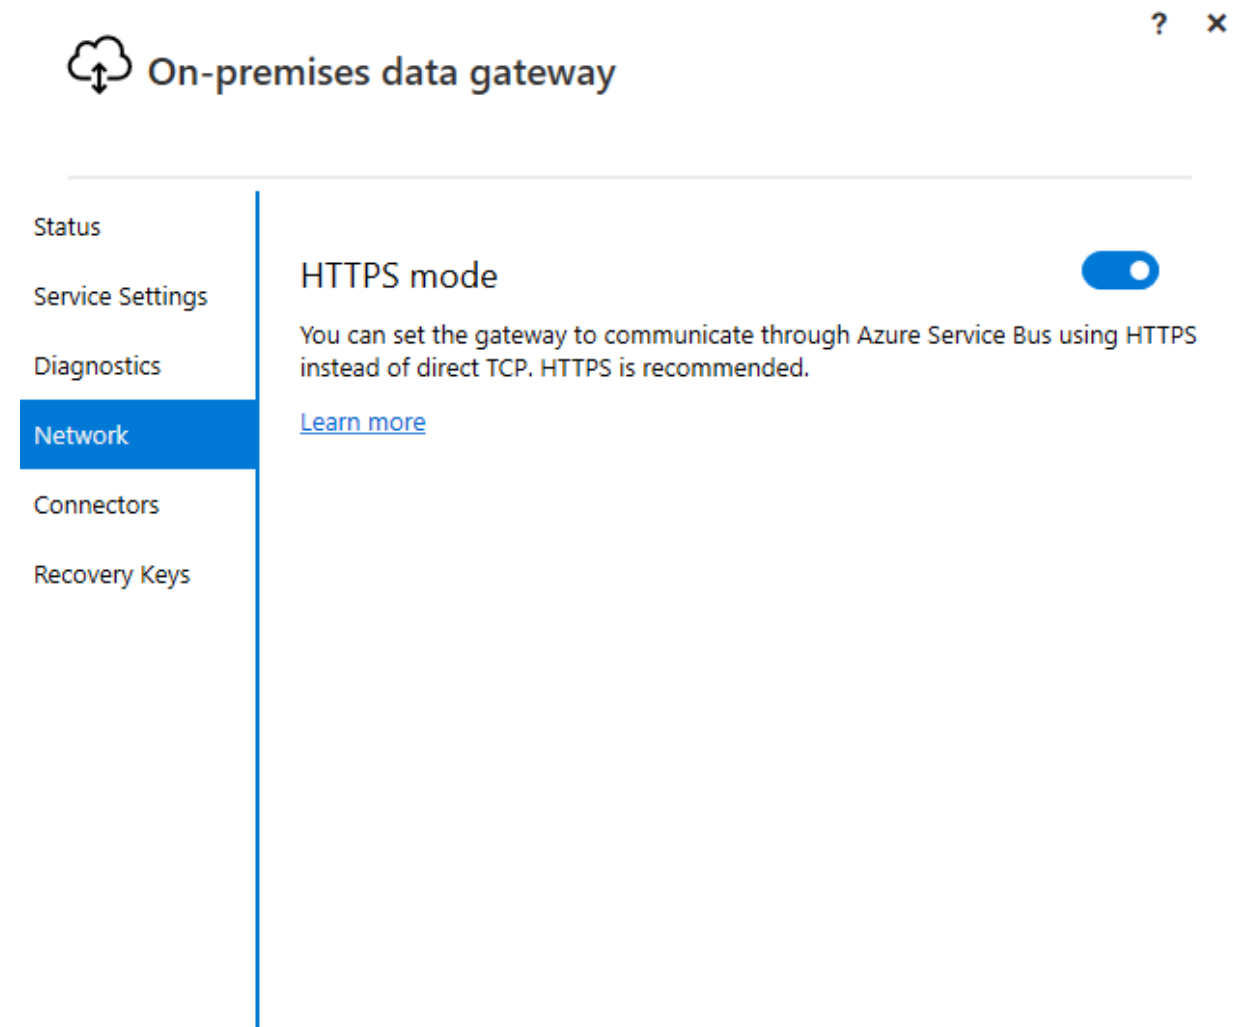 ? ×
On-premises data gateway
Status
Service Settings
Diagnostics
Network
Connectors
Recovery Keys
HTTPS mode
You can set the gateway to communicate through Azure Service Bus using HTTPS
instead of direct TCP. HTTPS is recommended.
Learn more